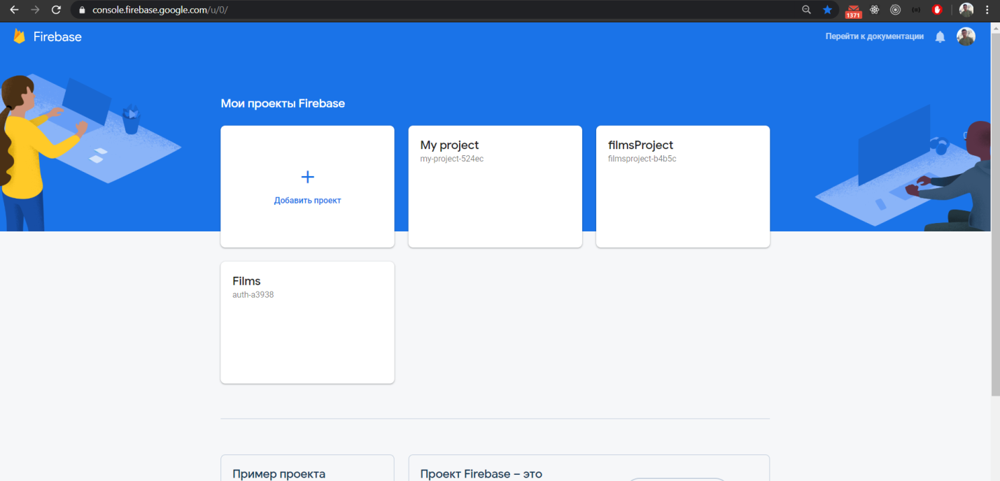 console.firebase.google.com/u/0/
1371
Firebase
Перейти к документации
Мои проекты Firebase
Добавить проект
My project
my-project-524ec
filmsProject
filmsproject-b4b5c
Films
auth-a3938
Пример проекта
Проект Firebase – это